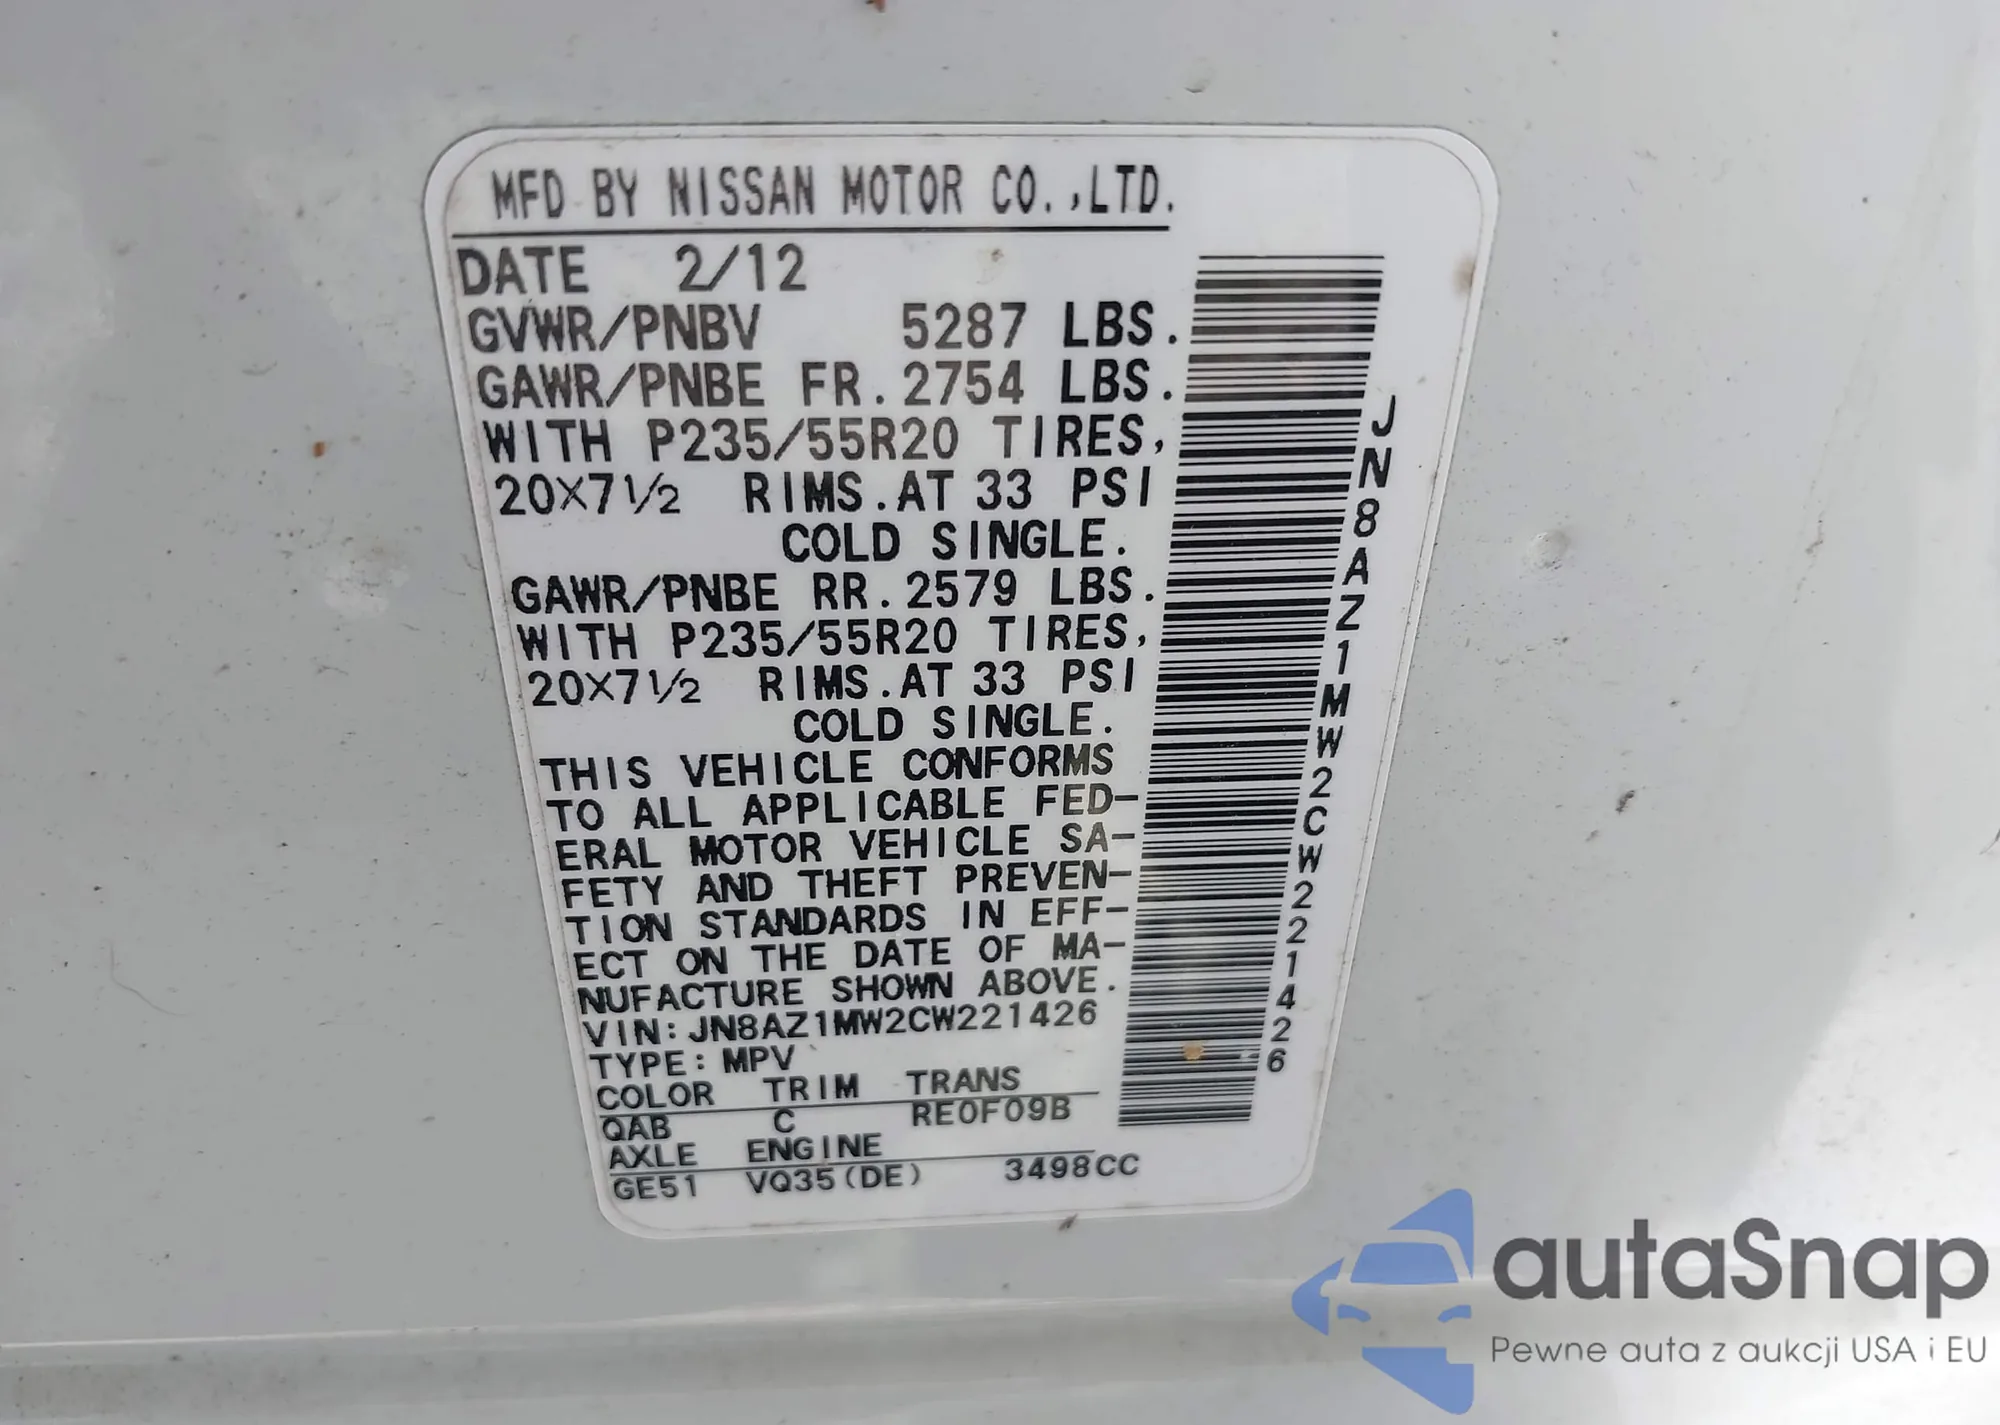 MFD BY NISSAN MOTOR CO.,LTD.
DATE 2/12
GVWR/PNBV 5287 LBS.
GAWR/PNBE FR. 2754 LBS.
WITH P235/55R20 TIRES,
20X7½ RIMS.AT 33 PSI
COLD SINGLE.
GAWR/PNBE RR. 2579 LBS.
WITH P235/55R20 TIRES,
20X7½ RIMS.AT 33 PSI
COLD SINGLE.
THIS VEHICLE CONFORMS
TO ALL APPLICABLE FED-
ERAL MOTOR VEHICLE SA-
FETY AND THEFT PREVEN-
TION STANDARDS IN EFF-
ECT ON THE DATE OF MA-
NUFACTURE SHOWN ABOVE.
VIN: JN8AZ1MW2CW221426
TYPE: MPV
COLOR TRIM TRANS
QAB C RE0F09B
AXLE ENGINE
GE51 VQ35(DE) 3498CC
JN8AZ1MW2CW221426
autaSnap
Pewne auta z aukcji USA i EU